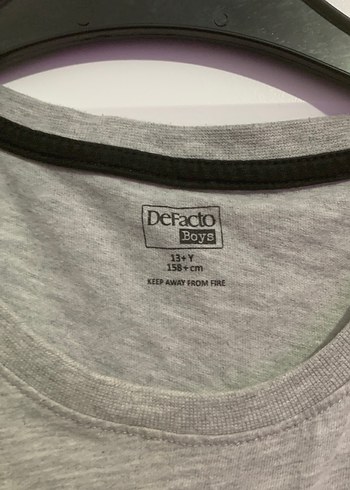 DeFacto
Boys
13+ Y
158+ cm
KEEP AWAY FROM FIRE